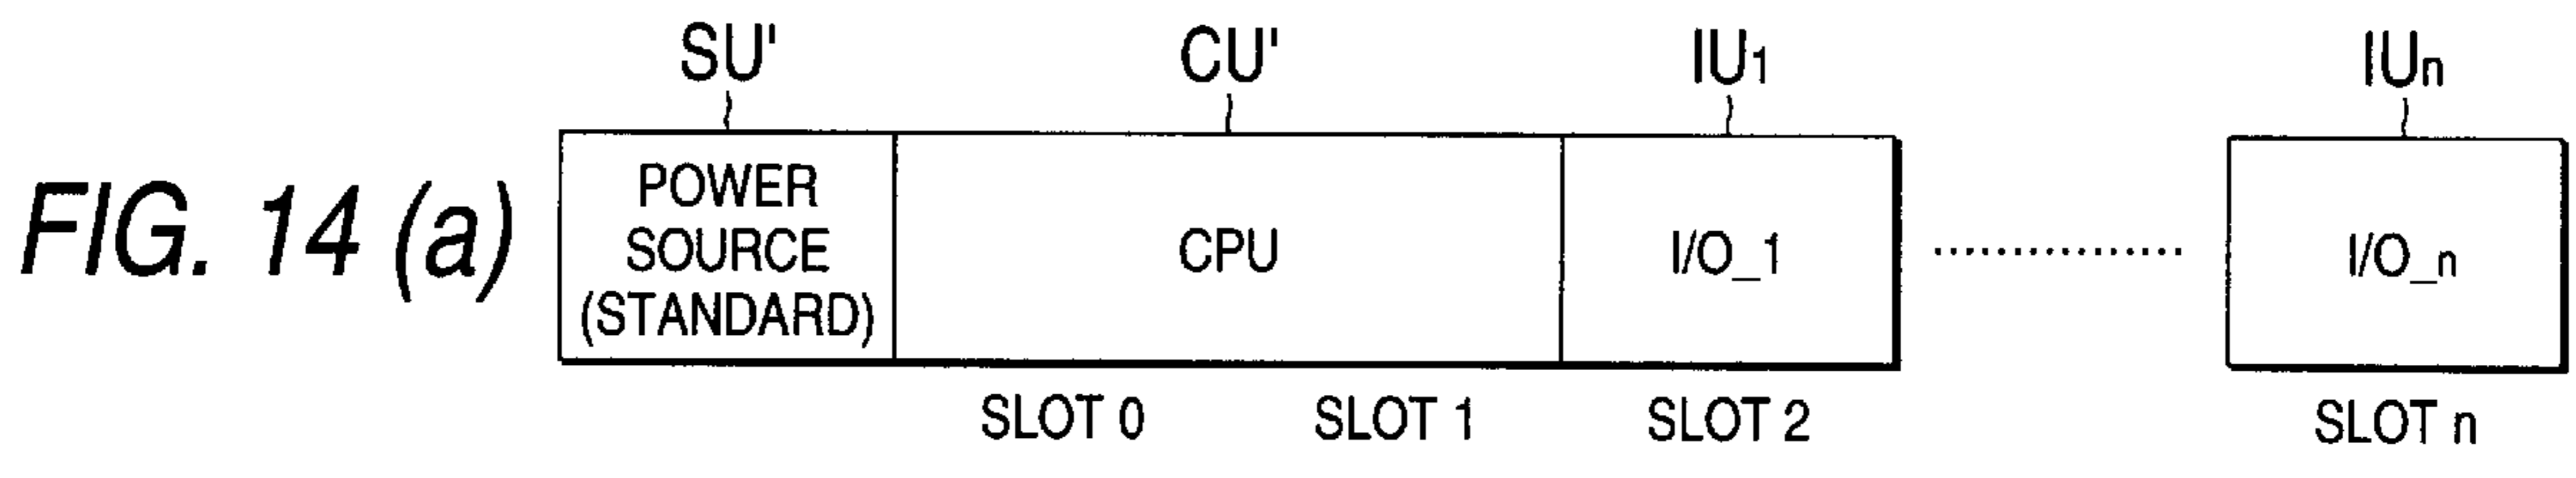 SU' CU' IU1 IUn
FIG. 14 (a)
POWER
SOURCE
(STANDARD)
CPU
I/O_1
I/O_n
SLOT 0 SLOT 1 SLOT 2 SLOT n